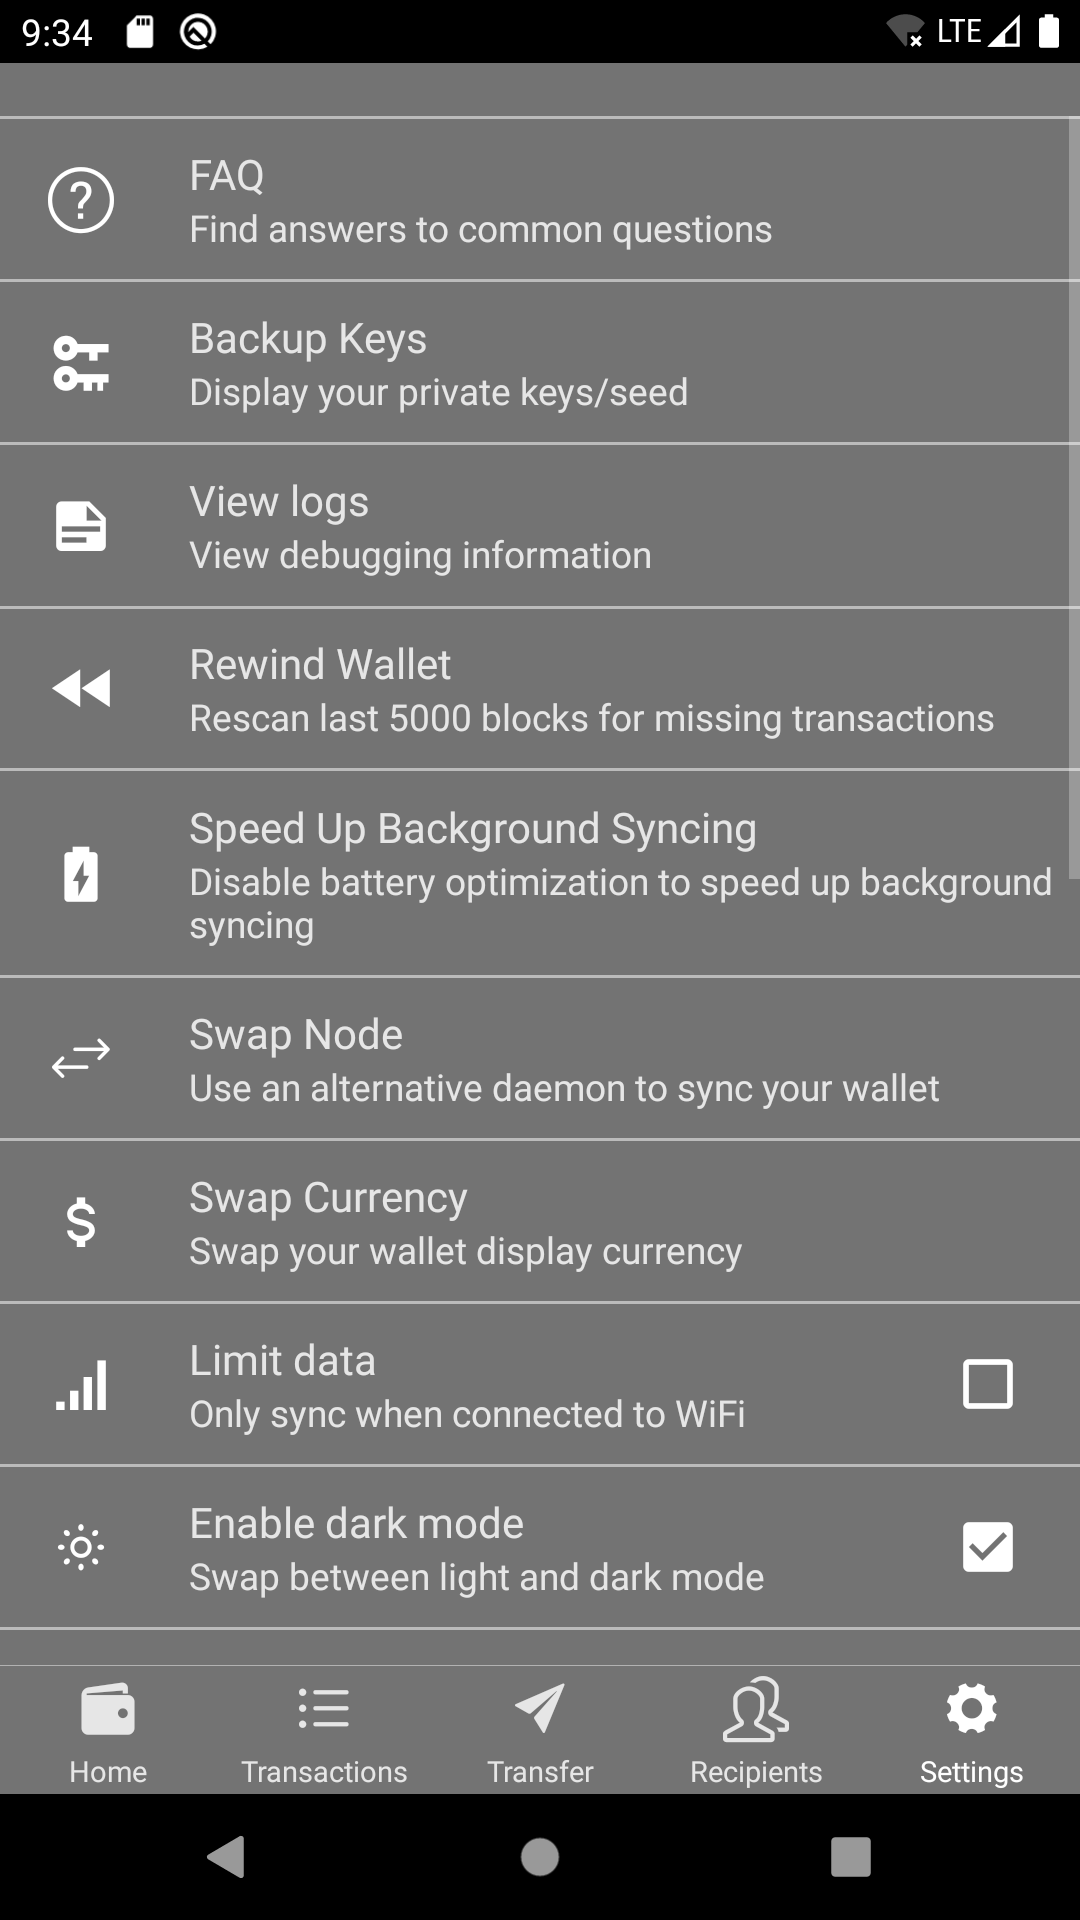 9:34
LTE
FAQ
Find answers to common questions
Backup Keys
Display your private keys/seed
View logs
View debugging information
Rewind Wallet
Rescan last 5000 blocks for missing transactions
Speed Up Background Syncing
Disable battery optimization to speed up background
syncing
Swap Node
Use an alternative daemon to sync your wallet
Swap Currency
Swap your wallet display currency
Limit data
Only sync when connected to WiFi
Enable dark mode
Swap between light and dark mode
Home
Transactions
Transfer
Recipients
Settings